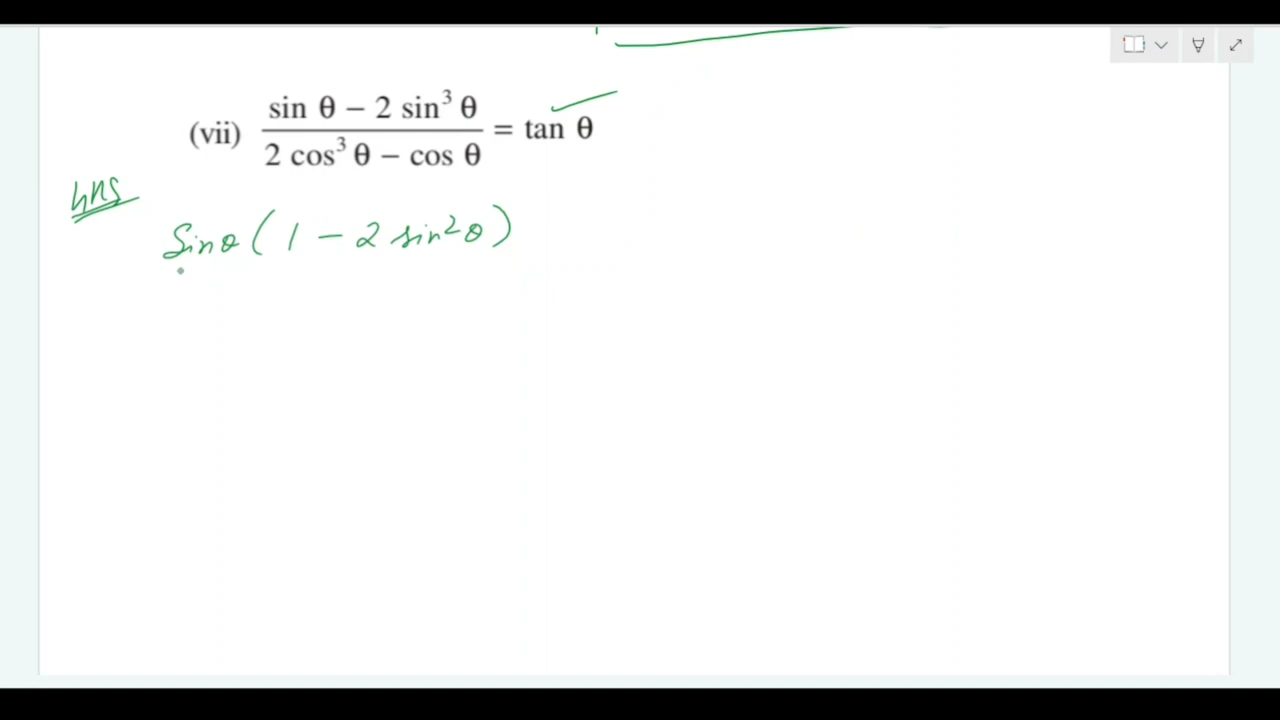 (vii) (sin θ − 2 sin³ θ)/(2 cos³ θ − cos θ) = tan θ
LHS
Sinθ (1 − 2 sin²θ)